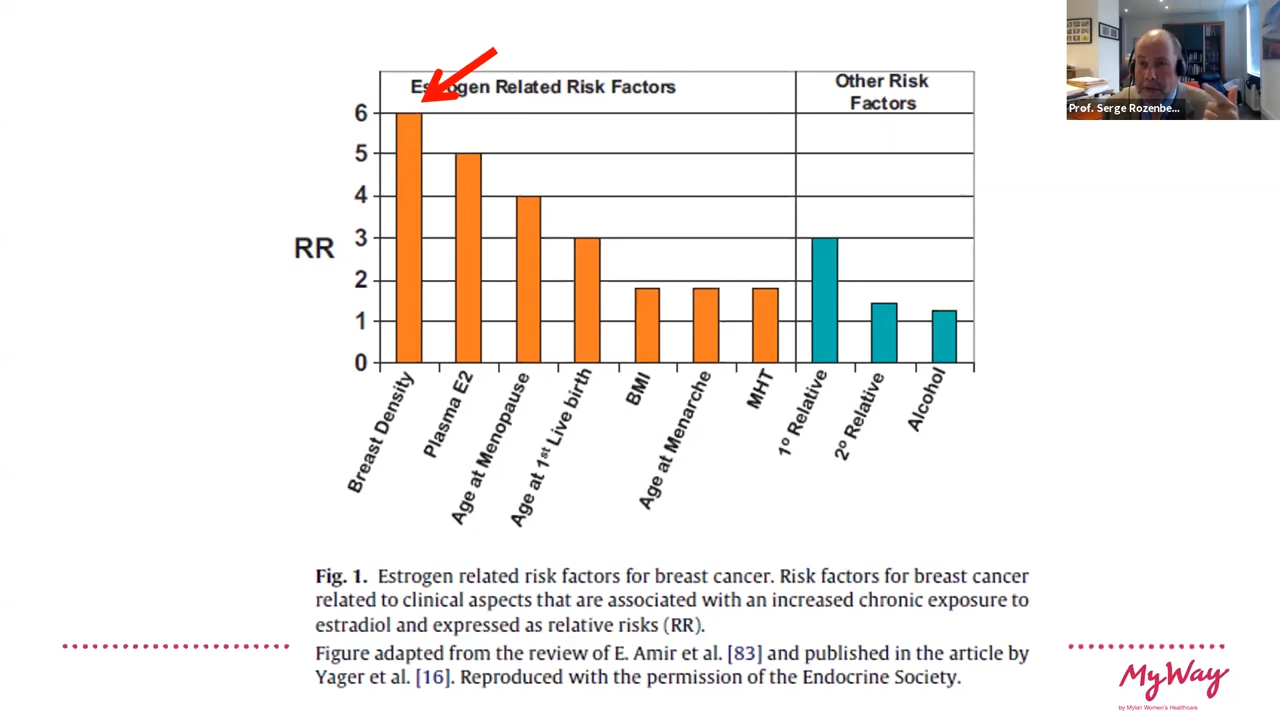 Prof. Serge Rozenbe...
Estrogen Related Risk Factors
Other Risk
Factors
6
5
4
3
2
1
0
RR
Breast Density
Plasma E2
Age at Menopause
Age at 1st Live birth
BMI
Age at Menarche
MHT
1º Relative
2º Relative
Alcohol
Fig. 1. Estrogen related risk factors for breast cancer. Risk factors for breast cancer
related to clinical aspects that are associated with an increased chronic exposure to
estradiol and expressed as relative risks (RR).
Figure adapted from the review of E. Amir et al. [83] and published in the article by
Yager et al. [16]. Reproduced with the permission of the Endocrine Society.
MyWay
by Mylan Women's Healthcare